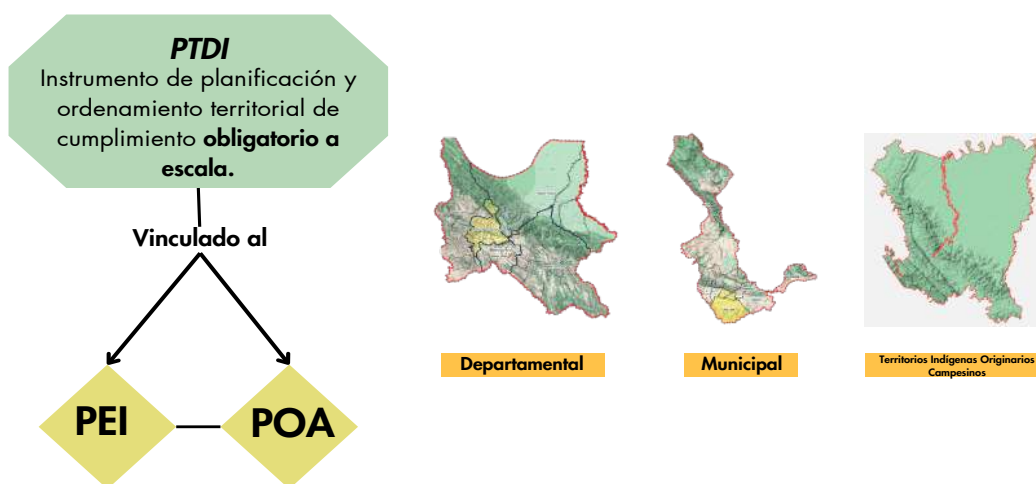 PTDI
Instrumento de planificación y
ordenamiento territorial de
cumplimiento obligatorio a
escala.
Vinculado al
PEI
POA
Departamental
Municipal
Territorios Indígenas Originarios
Campesinos